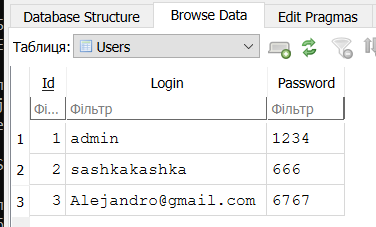 Database Structure Browse Data Edit Pragmas
Таблиця: Users
Id Login Password
Фі... Фільтр Фільтр
1 1 admin 1234
2 2 sashkakashka 666
3 3 Alejandro@gmail.com 6767